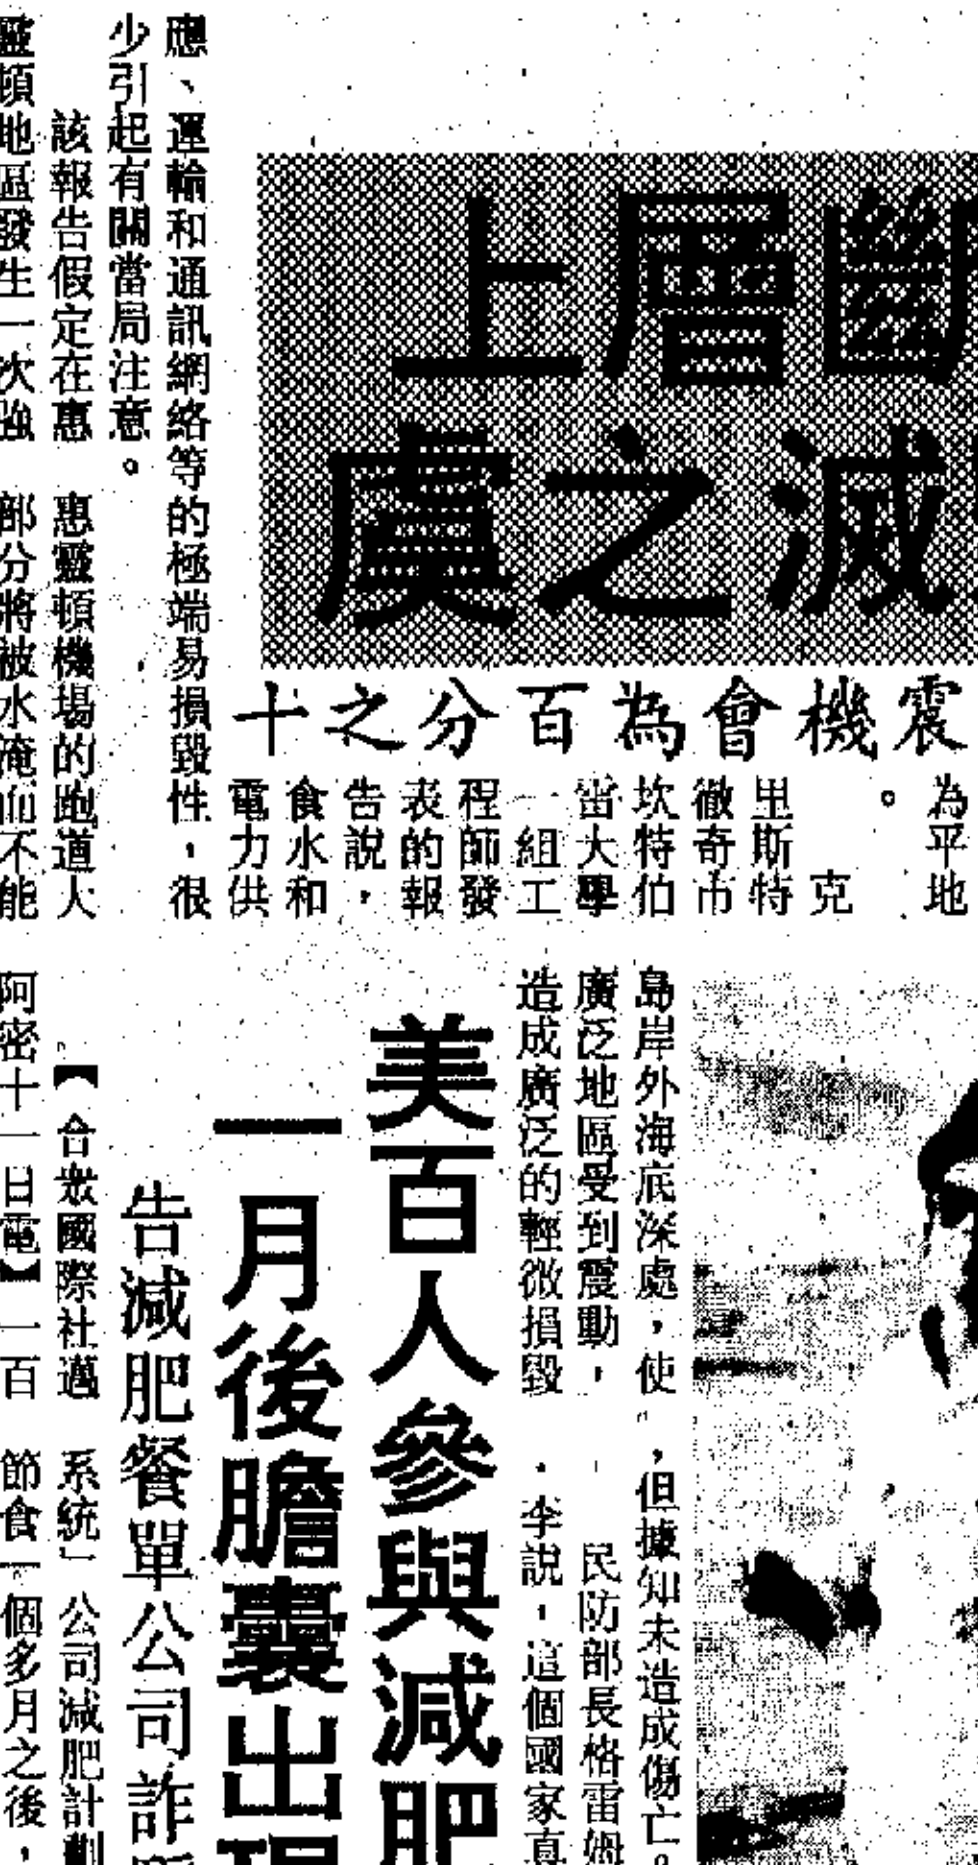 斷層上
滅之虞
震機會為百分之十
為平地
。
克
里斯特
徹奇市
坎特伯
雷大學
一組工
程師發
表的報
告說，
食水和
電力供
應、運輸和通訊網絡等的極端易損毀性，很
少引起有關當局注意。
該報告假定在惠
靈頓地區發生一次強
惠靈頓機場的跑道大
部分將被水淹而不能
島岸外海底深處，使
廣泛地區受到震動，
造成廣泛的輕微損毀
，但據知未造成傷亡。
民防部長格雷姆
．李說，這個國家真
美百人參與減肥
一月後膽囊出現
告減肥餐單公司詐
【合眾國際社邁
阿密十一日電】一百
系統」公司減肥計劃
節食一個多月之後，